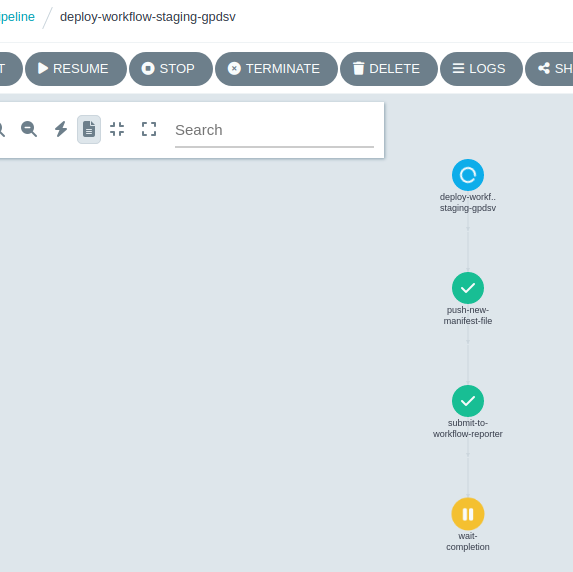 ipeline / deploy-workflow-staging-gpdsv
T RESUME STOP TERMINATE DELETE LOGS SH
Search
deploy-workf..
staging-gpdsv
push-new-
manifest-file
submit-to-
workflow-reporter
wait-
completion